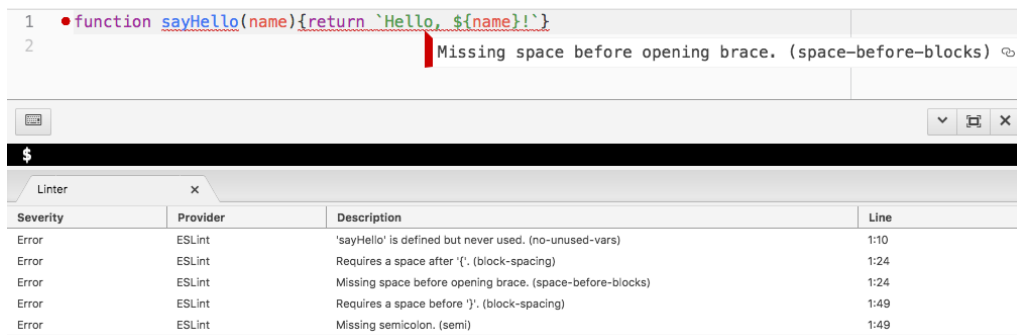 1 function sayHello(name){return `Hello, ${name}!`}
2
Missing space before opening brace. (space-before-blocks)
$
Linter
Severity Provider Description Line
Error ESLint 'sayHello' is defined but never used. (no-unused-vars) 1:10
Error ESLint Requires a space after '{'. (block-spacing) 1:24
Error ESLint Missing space before opening brace. (space-before-blocks) 1:24
Error ESLint Requires a space before '}'. (block-spacing) 1:49
Error ESLint Missing semicolon. (semi) 1:49